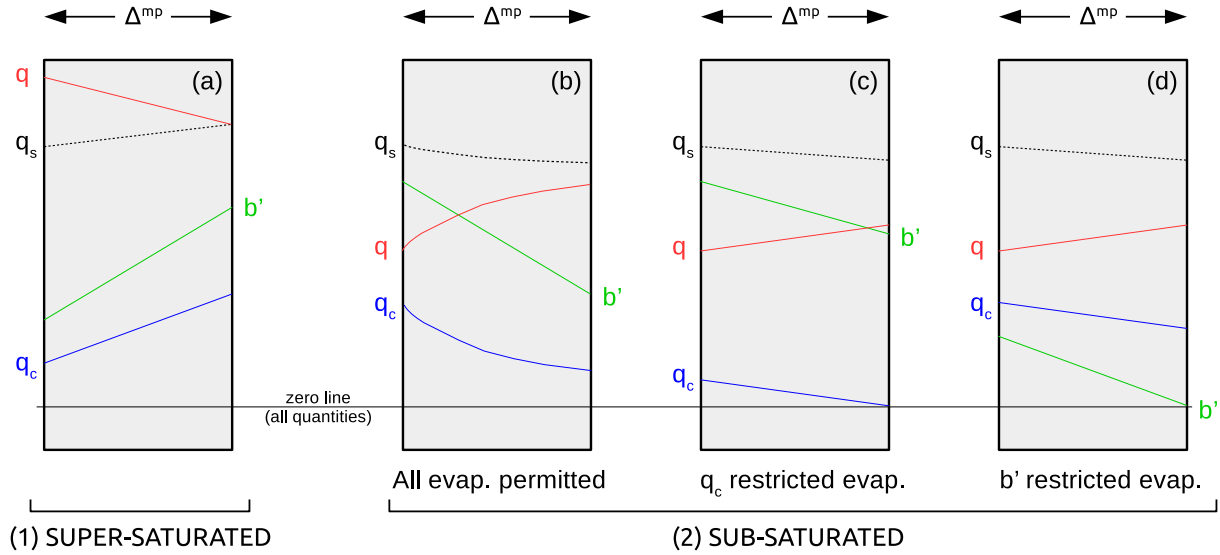 Δmp Δmp Δmp Δmp
(a) (b) (c) (d)
q
qs qs qs qs
b'
q q q
b'
qc qc
b'
qc qc
zero line
(all quantities)
b'
All evap. permitted qc restricted evap. b' restricted evap.
(1) SUPER-SATURATED (2) SUB-SATURATED